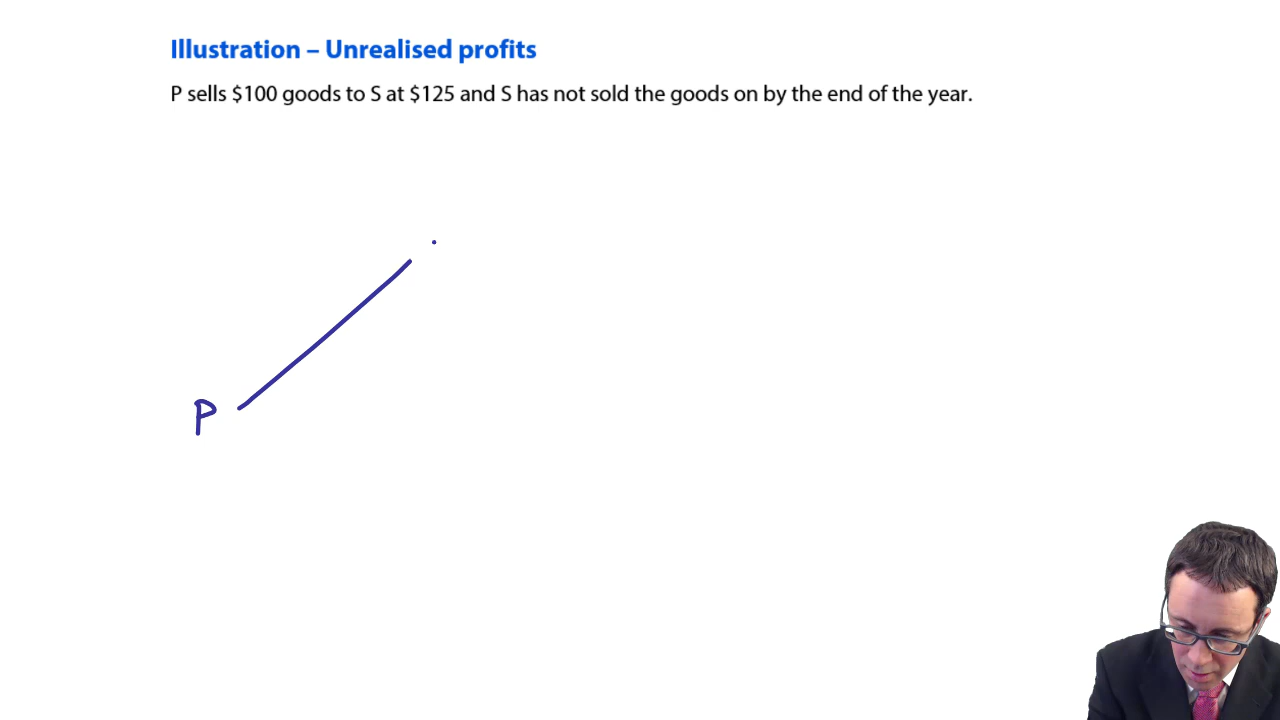 Illustration – Unrealised profits
P sells $100 goods to S at $125 and S has not sold the goods on by the end of the year.
P